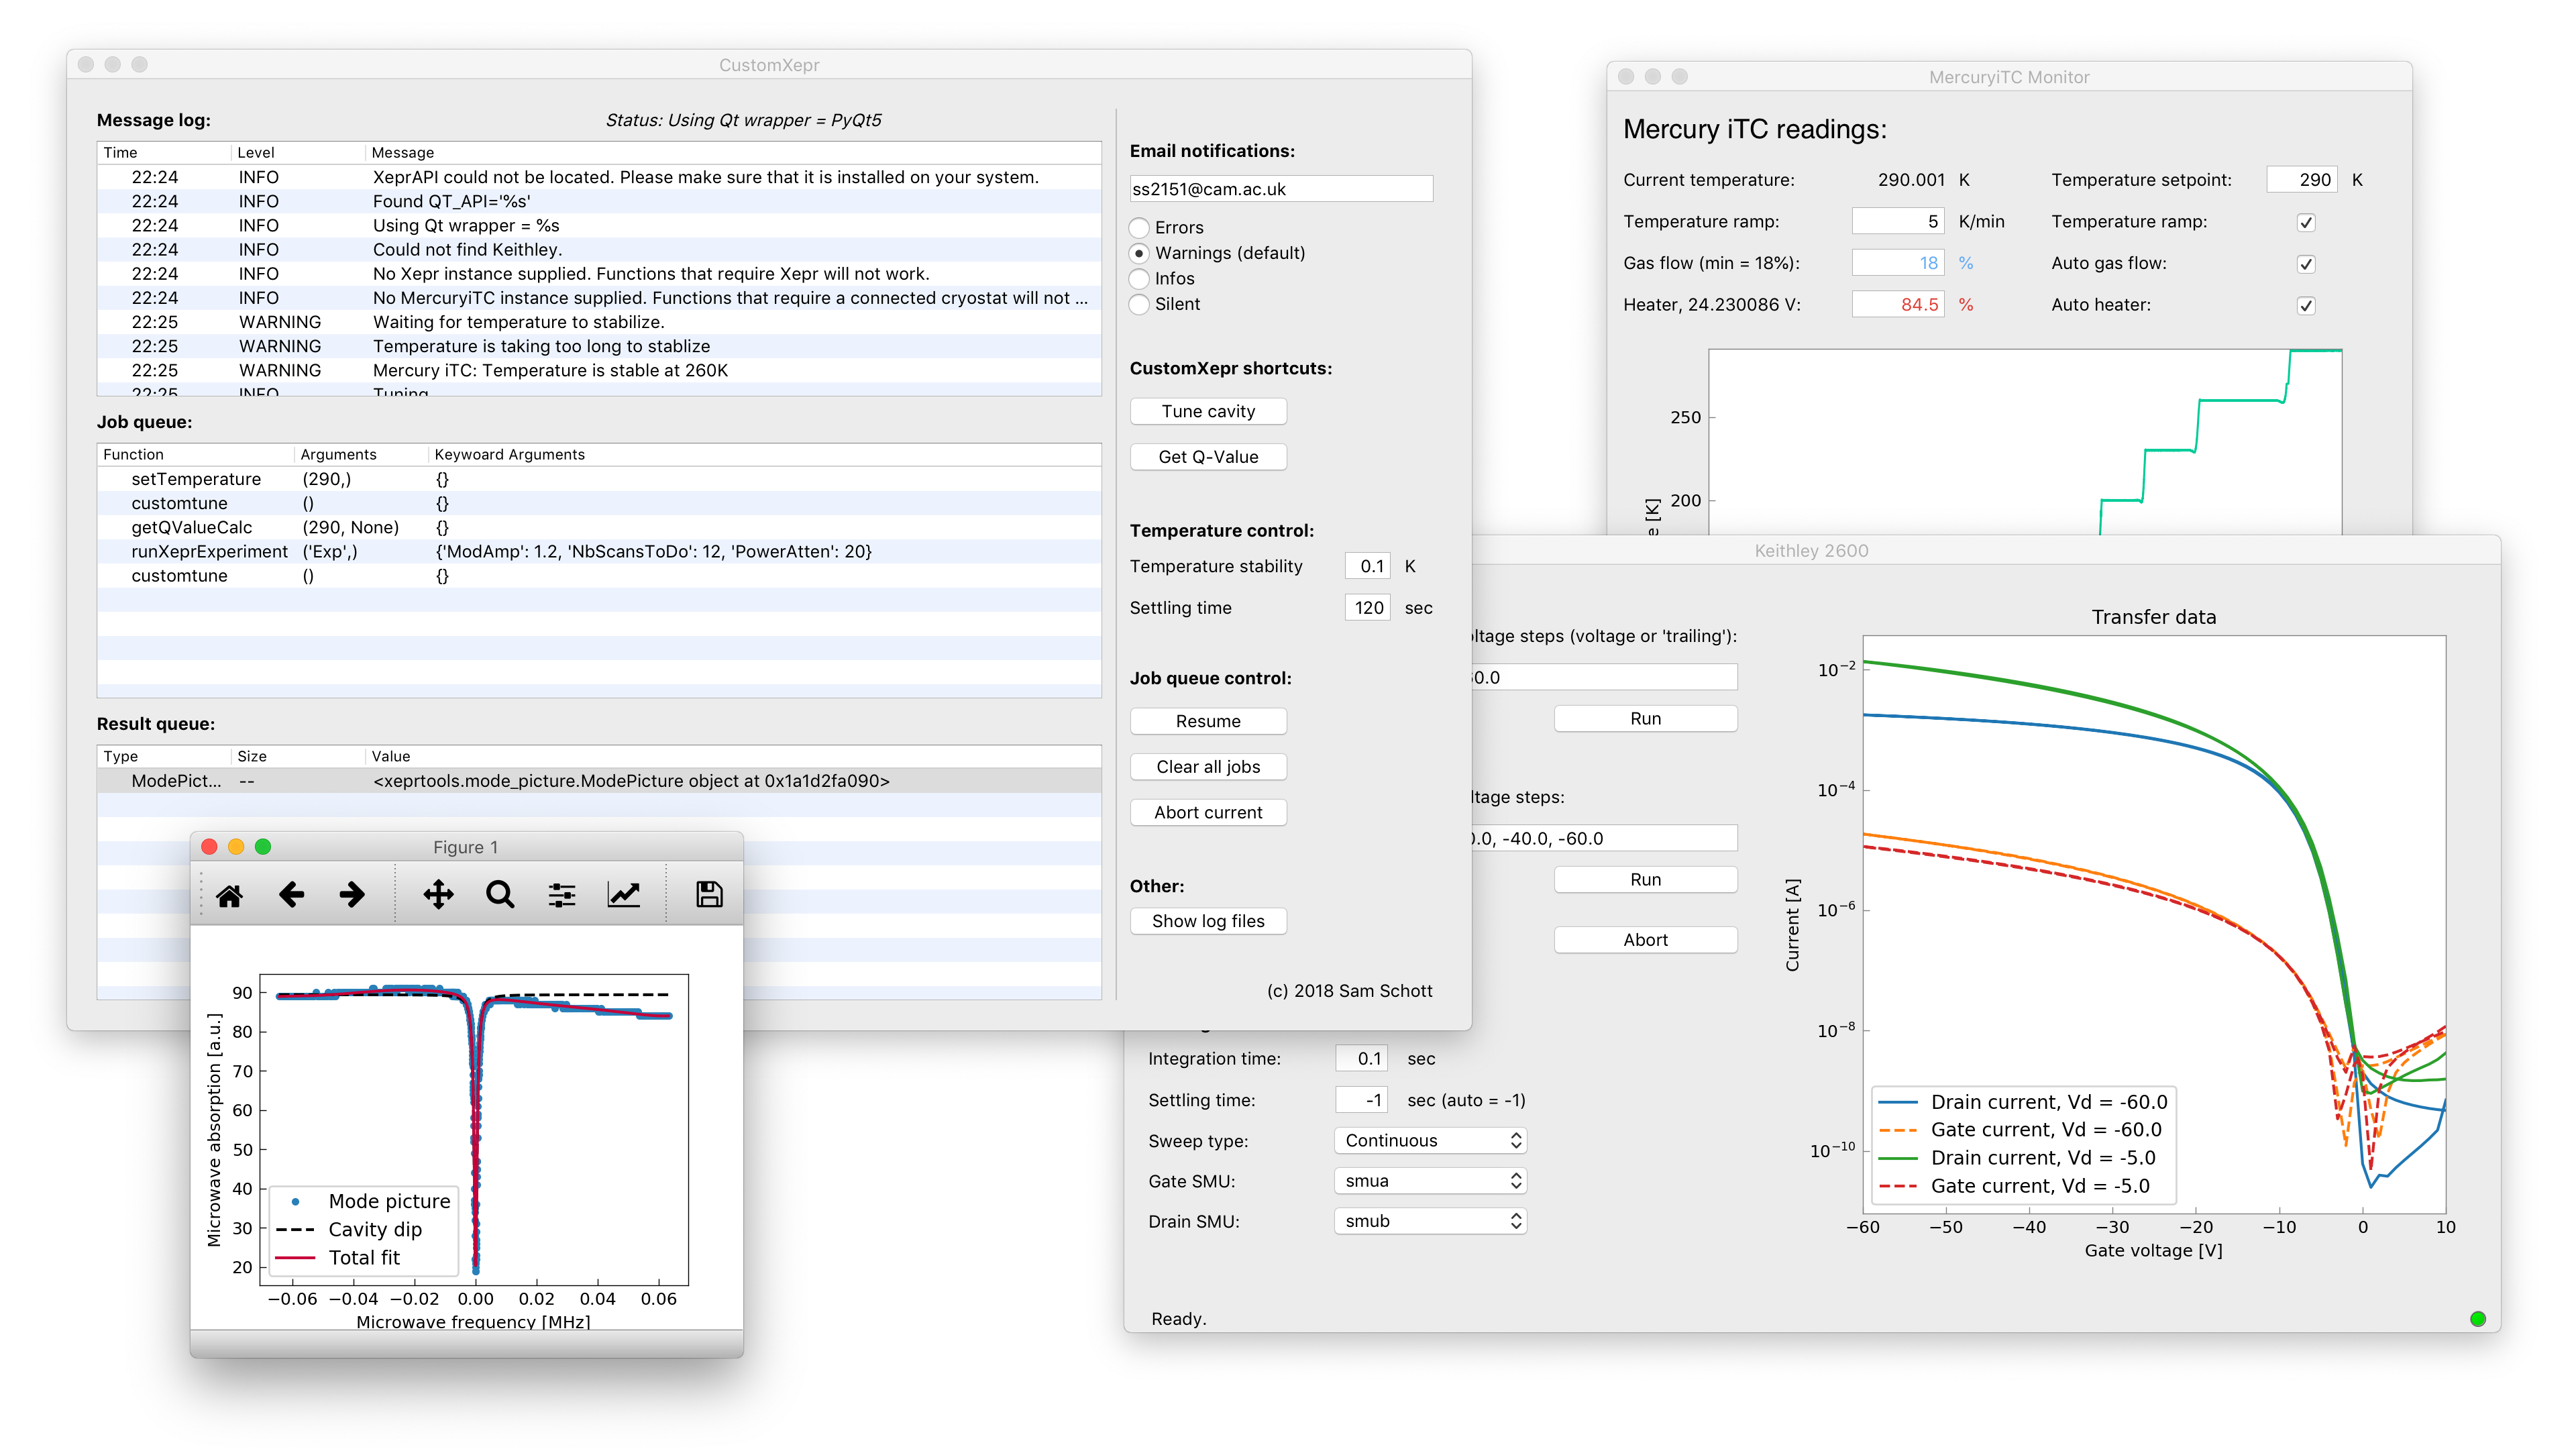 CustomXepr
Message log:
Status: Using Qt wrapper = PyQt5
Time Level Message
22:24 INFO XeprAPI could not be located. Please make sure that it is installed on your system.
22:24 INFO Found QT_API='%s'
22:24 INFO Using Qt wrapper = %s
22:24 INFO Could not find Keithley.
22:24 INFO No Xepr instance supplied. Functions that require Xepr will not work.
22:24 INFO No MercuryiTC instance supplied. Functions that require a connected cryostat will not ...
22:25 WARNING Waiting for temperature to stabilize.
22:25 WARNING Temperature is taking too long to stablize
22:25 WARNING Mercury iTC: Temperature is stable at 260K
22:25 INFO Tuning
Job queue:
Function Arguments Keywoard Arguments
setTemperature (290,) {}
customtune () {}
getQValueCalc (290, None) {}
runXeprExperiment ('Exp',) {'ModAmp': 1.2, 'NbScansToDo': 12, 'PowerAtten': 20}
customtune () {}
Result queue:
Type Size Value
ModePict... -- <xeprtools.mode_picture.ModePicture object at 0x1a1d2fa090>
Email notifications:
ss2151@cam.ac.uk
Errors
Warnings (default)
Infos
Silent
CustomXepr shortcuts:
Tune cavity
Get Q-Value
Temperature control:
Temperature stability 0.1 K
Settling time 120 sec
Job queue control:
Resume
Clear all jobs
Abort current
Other:
Show log files
(c) 2018 Sam Schott
Figure 1
90
80
70
60
50
40
30
20
Microwave absorption [a.u.]
Mode picture
Cavity dip
Total fit
−0.06 −0.04 −0.02 0.00 0.02 0.04 0.06
Microwave frequency [MHz]
MercuryiTC Monitor
Mercury iTC readings:
Current temperature: 290.001 K Temperature setpoint: 290 K
Temperature ramp: 5 K/min Temperature ramp:
Gas flow (min = 18%): 18 % Auto gas flow:
Heater, 24.230086 V: 84.5 % Auto heater:
250
200
e [K]
Keithley 2600
ltage steps (voltage or 'trailing'):
0.0
Run
ltage steps:
0.0, -40.0, -60.0
Run
Abort
Integration time: 0.1 sec
Settling time: -1 sec (auto = -1)
Sweep type: Continuous
Gate SMU: smua
Drain SMU: smub
Ready.
Transfer data
10−2
10−4
10−6
10−8
10−10
Current [A]
Drain current, Vd = -60.0
Gate current, Vd = -60.0
Drain current, Vd = -5.0
Gate current, Vd = -5.0
−60 −50 −40 −30 −20 −10 0 10
Gate voltage [V]